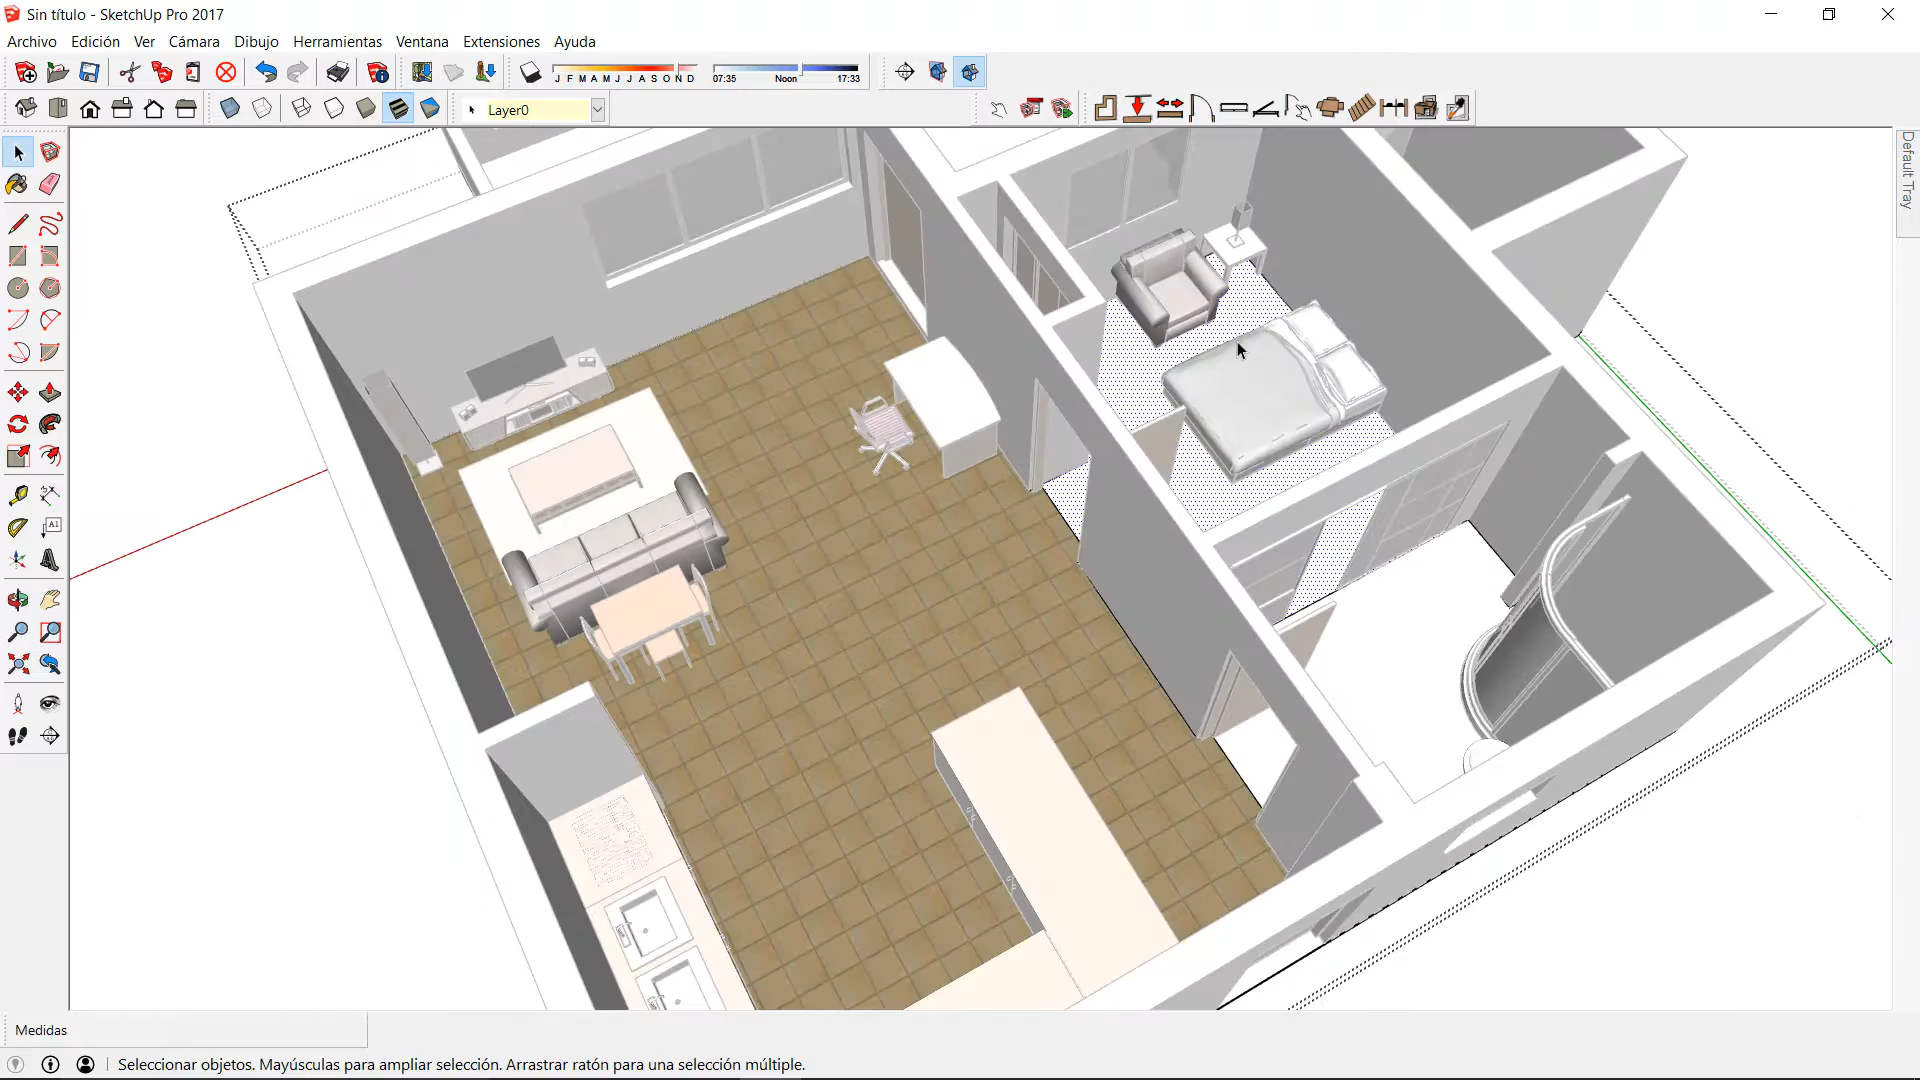 Sin título - SketchUp Pro 2017
Archivo Edición Ver Cámara Dibujo Herramientas Ventana Extensiones Ayuda
J F M A M J J A S O N D 07:35 Noon 17:33
Layer0
Default Tray
A1
Medidas
Seleccionar objetos. Mayúsculas para ampliar selección. Arrastrar ratón para una selección múltiple.